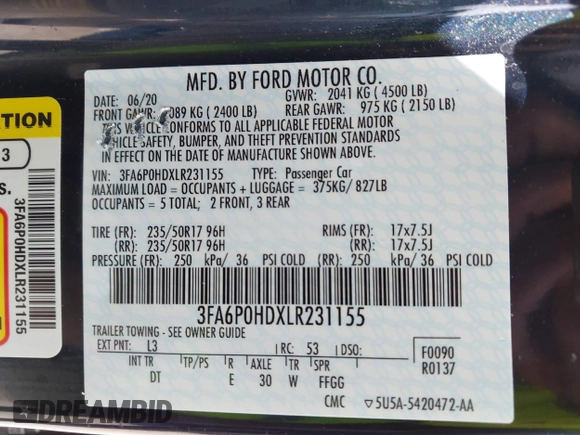 MFD. BY FORD MOTOR CO.
DATE: 06/20 GVWR: 2041 KG ( 4500 LB)
FRONT GAWR: 089 KG ( 2400 LB) REAR GAWR: 975 KG ( 2150 LB)
THIS VEHICLE CONFORMS TO ALL APPLICABLE FEDERAL MOTOR
VEHICLE SAFETY, BUMPER, AND THEFT PREVENTION STANDARDS
IN EFFECT ON THE DATE OF MANUFACTURE SHOWN ABOVE.
VIN: 3FA6P0HDXLR231155 TYPE: Passenger Car
MAXIMUM LOAD = OCCUPANTS + LUGGAGE = 375KG/ 827LB
OCCUPANTS = 5 TOTAL; 2 FRONT, 3 REAR
TIRE (FR): 235/50R17 96H RIMS (FR): 17x7.5J
(RR): 235/50R17 96H (RR): 17x7.5J
PRESSURE (FR): 250 kPa/ 36 PSI COLD (RR): 250 kPa/ 36 PSI COLD
3FA6P0HDXLR231155
TRAILER TOWING - SEE OWNER GUIDE
EXT PNT: L3 RC: 53 DSO: F0090
INT TR TP/PS R AXLE TR SPR R0137
DT E 30 W FFGG
CMC ▽5U5A-5420472-AA
TION
3
s.
3FA6P0HDXLR231155
DREAMBID